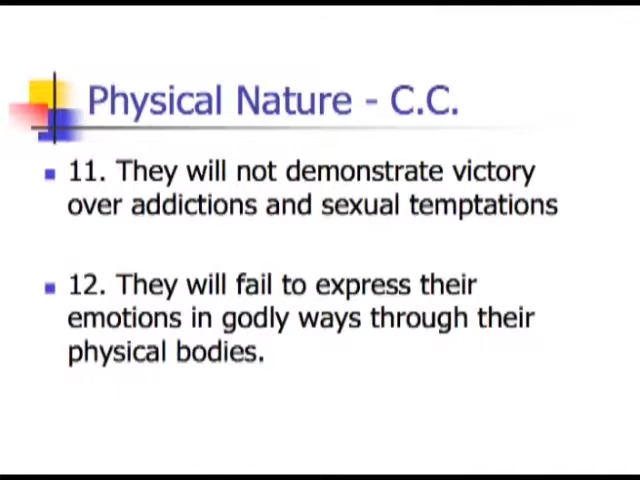 Physical Nature - C.C.
11. They will not demonstrate victory
over addictions and sexual temptations
12. They will fail to express their
emotions in godly ways through their
physical bodies.